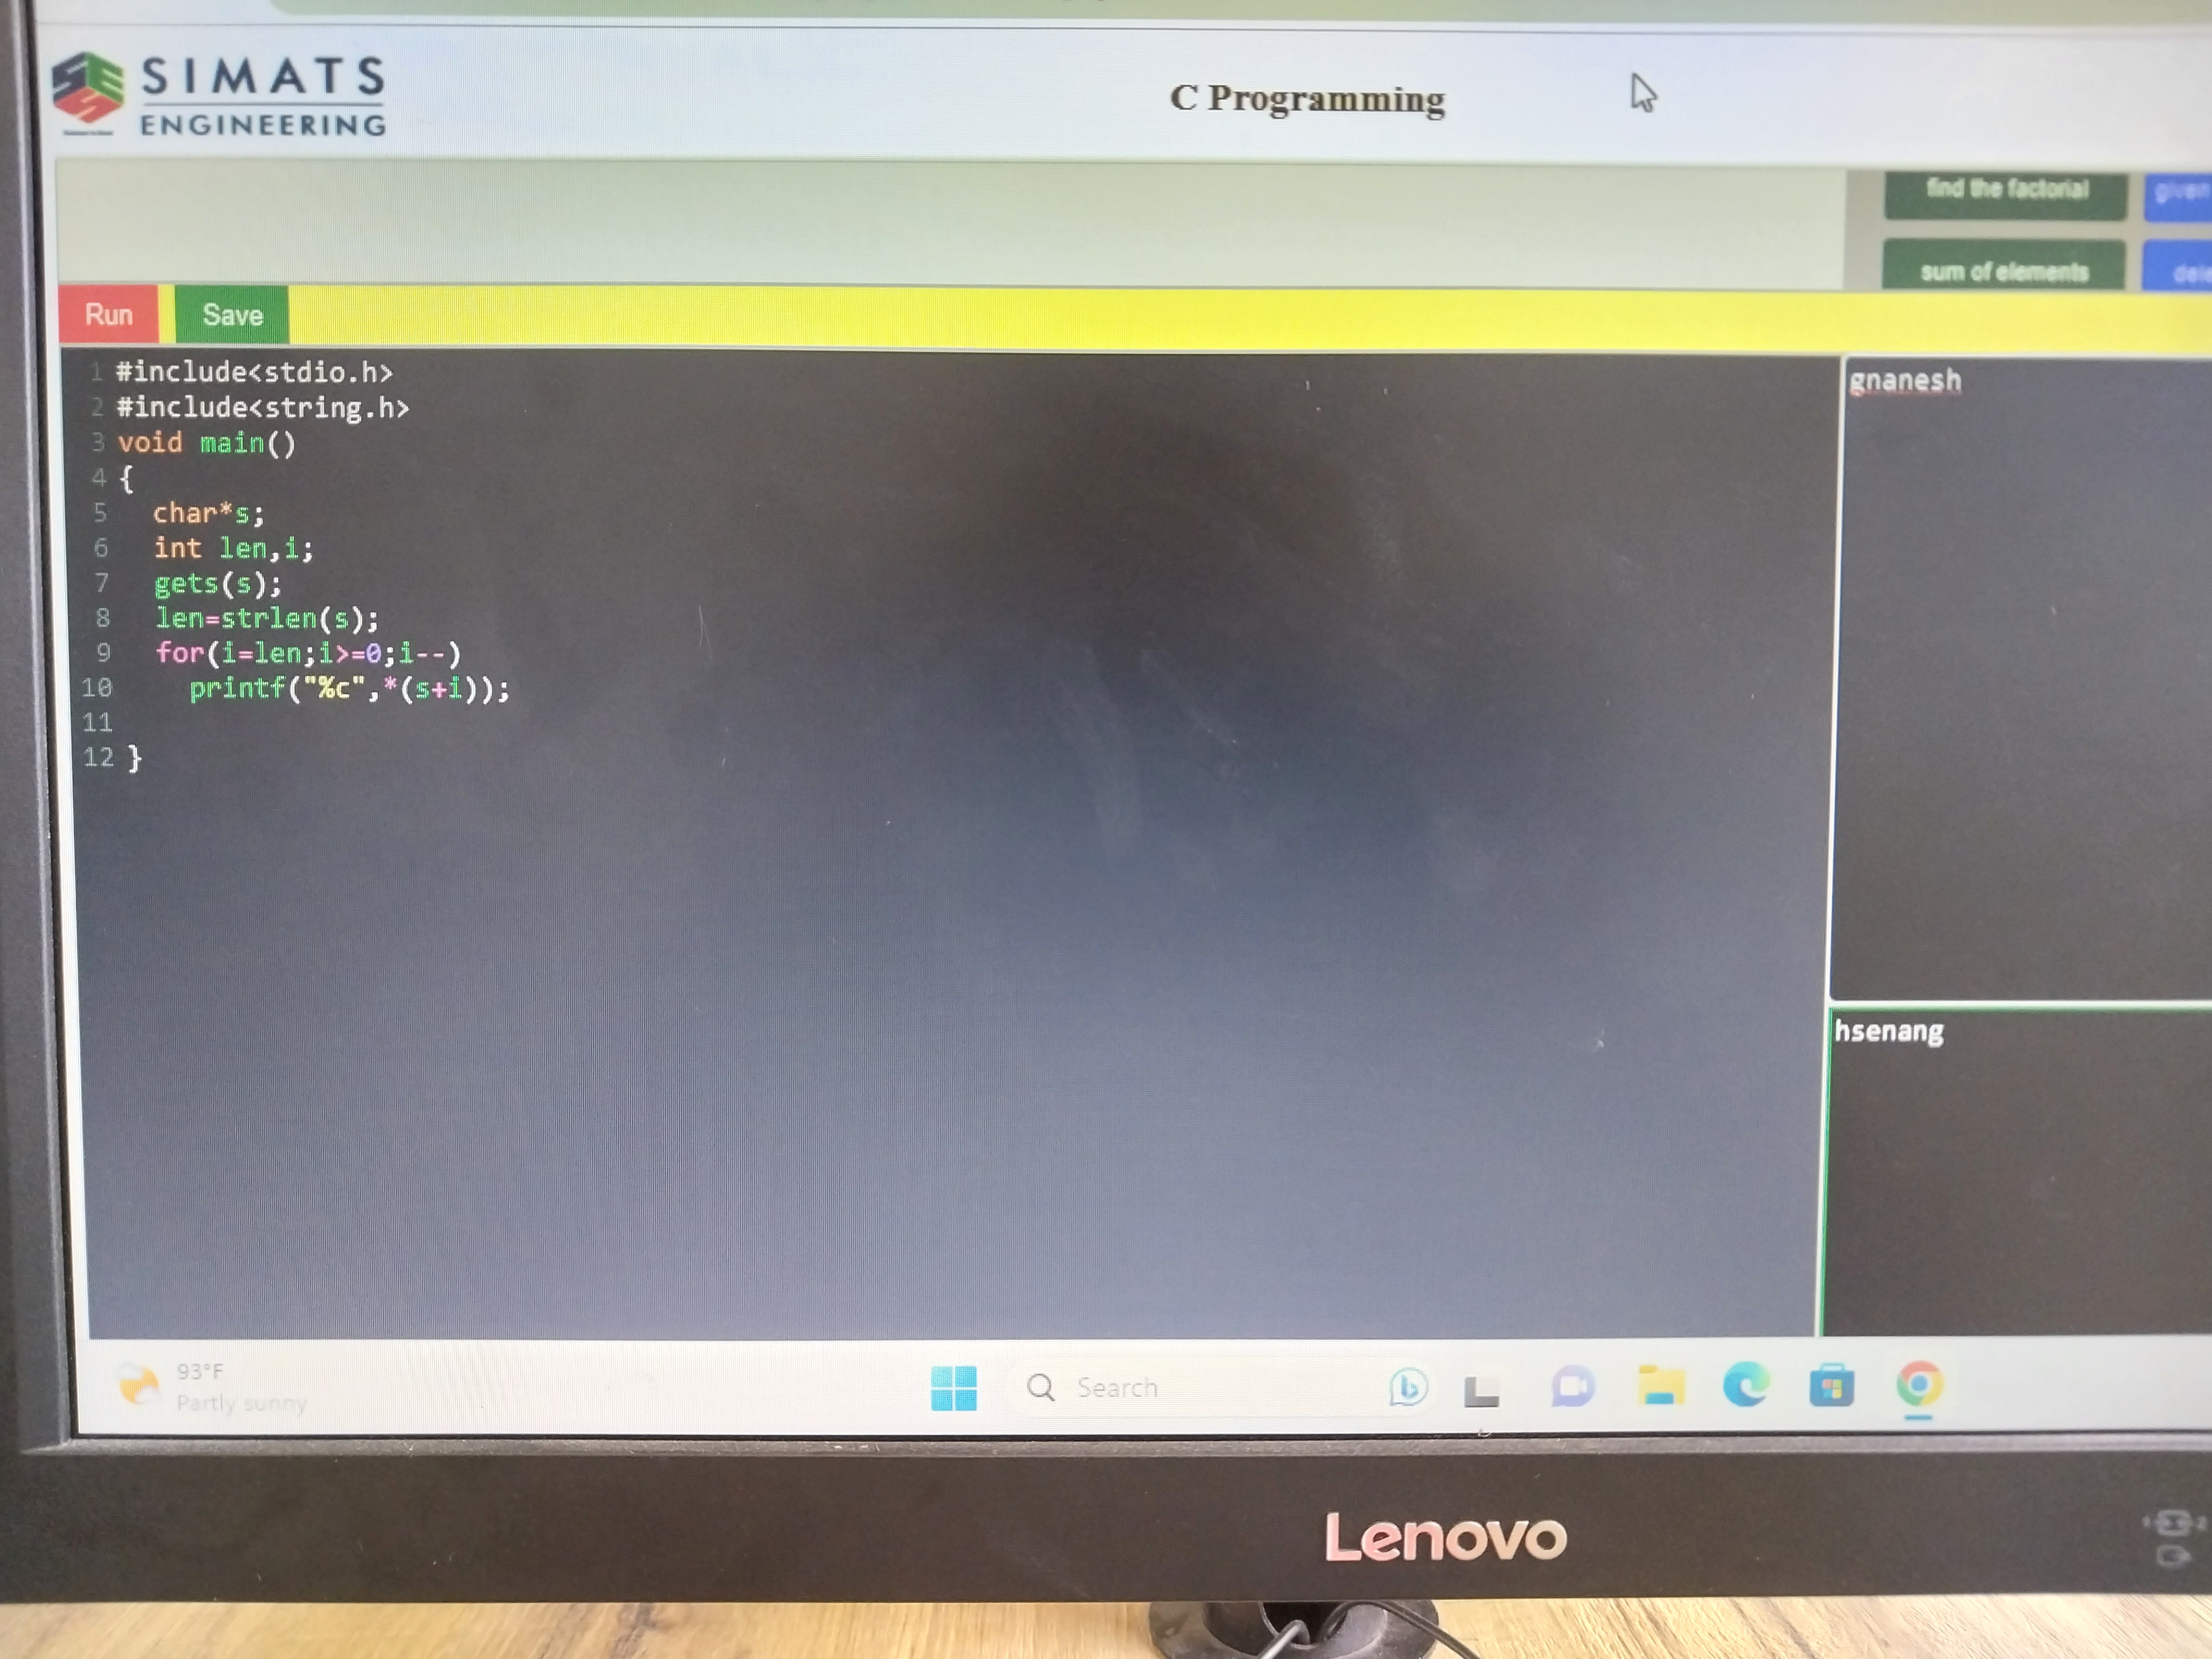 SIMATS
ENGINEERING
C Programming
find the factorial
given
sum of elements
Run
Save
1 #include<stdio.h>
2 #include<string.h>
3 void main()
4 {
5 char*s;
6 int len,i;
7 gets(s);
8 len=strlen(s);
9 for(i=len;i>=0;i--)
10 printf("%c",*(s+i));
11
12 }
gnanesh
hsenang
93°F
Partly sunny
Search
Lenovo